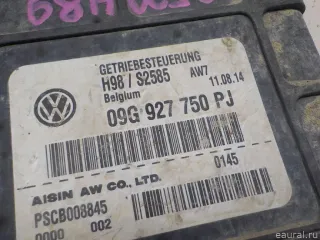 GETRIEBESTEUERUNG
H98 / S2585 AW7 11.08.14
Belgium
09G 927 750 PJ
0145
AISIN AW CO., LTD.
PSCB008845
0000 002
eaural.ru